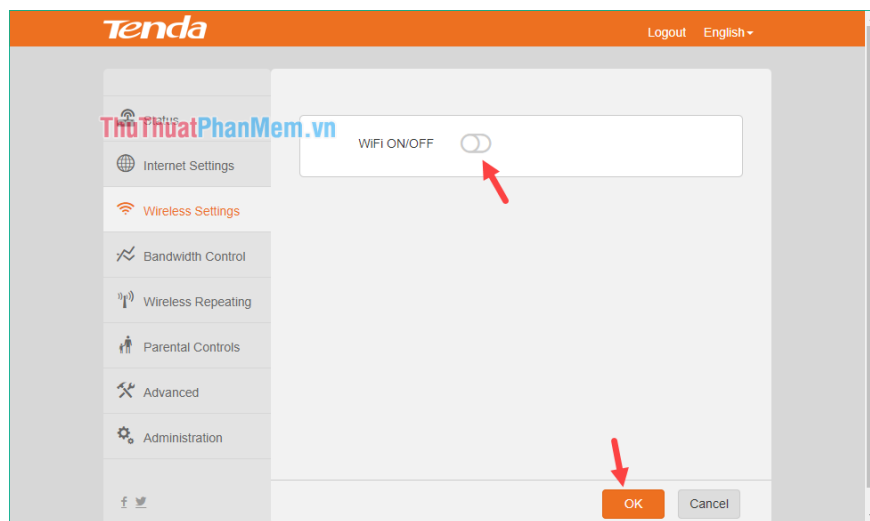 Tenda
Logout English
Status
ThuThuatPhanMem.vn
WiFi ON/OFF
Internet Settings
Wireless Settings
Bandwidth Control
Wireless Repeating
Parental Controls
Advanced
Administration
OK Cancel